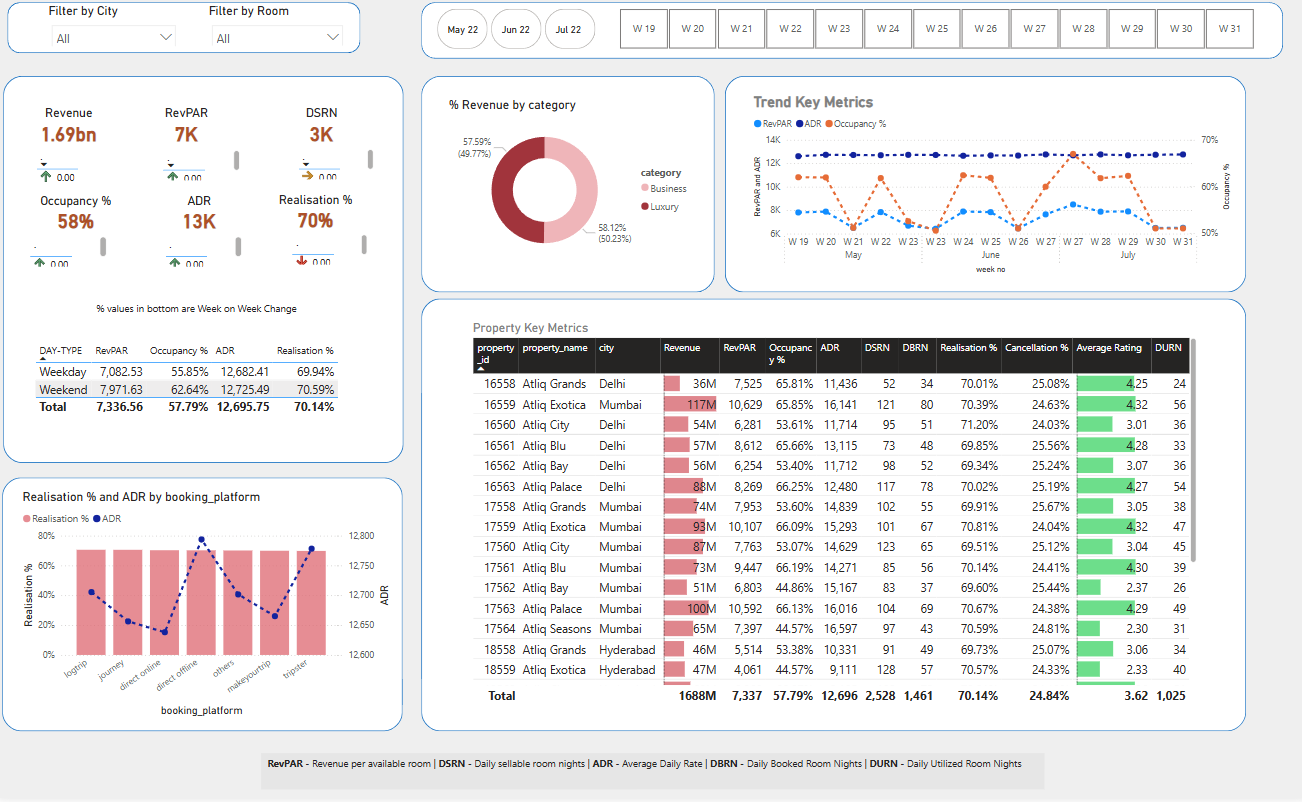 Filter by City
Filter by Room
All
All
May 22 Jun 22 Jul 22 W 19 W 20 W 21 W 22 W 23 W 24 W 25 W 26 W 27 W 28 W 29 W 30 W 31
Revenue RevPAR DSRN
1.69bn 7K 3K
0.00 0.00 0.00
Occupancy % ADR Realisation %
58% 13K 70%
0.00 0.00 0.00
% values in bottom are Week on Week Change
DAY-TYPE RevPAR Occupancy % ADR Realisation %
Weekday 7,082.53 55.85% 12,682.41 69.94%
Weekend 7,971.63 62.64% 12,725.49 70.59%
Total 7,336.56 57.79% 12,695.75 70.14%
% Revenue by category
57.59%
(49.77%)
58.12%
(50.23%)
category
Business
Luxury
Trend Key Metrics
RevPAR ADR Occupancy %
14K
12K
10K
8K
6K
RevPAR and ADR
70%
60%
50%
Occupancy %
W 19 W 20 W 21 W 22 W 23 W 23 W 24 W 25 W 26 W 27 W 27 W 28 W 29 W 30 W 31
May June July
week no
Property Key Metrics
property_id property_name city Revenue RevPAR Occupancy % ADR DSRN DBRN Realisation % Cancellation % Average Rating DURN
16558 Atliq Grands Delhi 36M 7,525 65.81% 11,436 52 34 70.01% 25.08% 4.25 24
16559 Atliq Exotica Mumbai 117M 10,629 65.85% 16,141 121 80 70.39% 24.63% 4.32 56
16560 Atliq City Delhi 54M 6,281 53.61% 11,714 95 51 71.20% 24.03% 3.01 36
16561 Atliq Blu Delhi 57M 8,612 65.66% 13,115 73 48 69.85% 25.56% 4.28 33
16562 Atliq Bay Delhi 56M 6,254 53.40% 11,712 98 52 69.34% 25.24% 3.07 36
16563 Atliq Palace Delhi 88M 8,269 66.25% 12,480 117 78 70.02% 25.19% 4.27 54
17558 Atliq Grands Mumbai 74M 7,953 53.60% 14,839 102 55 69.91% 25.67% 3.05 38
17559 Atliq Exotica Mumbai 93M 10,107 66.09% 15,293 101 67 70.81% 24.04% 4.32 47
17560 Atliq City Mumbai 87M 7,763 53.07% 14,629 123 65 69.51% 25.12% 3.04 45
17561 Atliq Blu Mumbai 73M 9,447 66.19% 14,271 85 56 70.14% 24.41% 4.30 39
17562 Atliq Bay Mumbai 51M 6,803 44.86% 15,167 83 37 69.60% 25.44% 2.37 26
17563 Atliq Palace Mumbai 100M 10,592 66.13% 16,016 104 69 70.67% 24.38% 4.29 49
17564 Atliq Seasons Mumbai 65M 7,397 44.57% 16,597 97 43 70.59% 24.81% 2.30 31
18558 Atliq Grands Hyderabad 46M 5,514 53.38% 10,331 91 49 69.73% 25.07% 3.06 34
18559 Atliq Exotica Hyderabad 47M 4,061 44.57% 9,111 128 57 70.57% 24.33% 2.33 40
Total 1688M 7,337 57.79% 12,696 2,528 1,461 70.14% 24.84% 3.62 1,025
Realisation % and ADR by booking_platform
Realisation % ADR
80%
60%
40%
20%
0%
Realisation %
12,800
12,750
12,700
12,650
12,600
ADR
logtrip journey direct online direct offline others makeyourtrip tripster
booking_platform
RevPAR - Revenue per available room | DSRN - Daily sellable room nights | ADR - Average Daily Rate | DBRN - Daily Booked Room Nights | DURN - Daily Utilized Room Nights